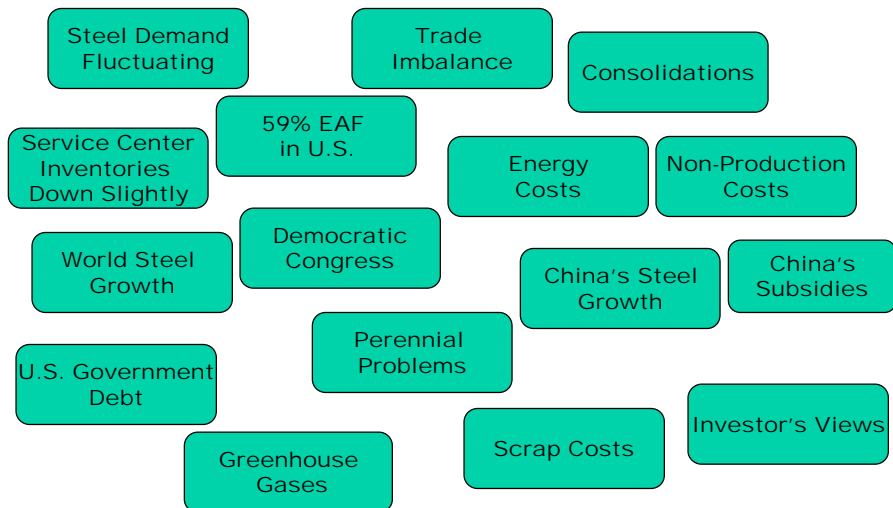 Steel Demand
Fluctuating
Trade
Imbalance
Consolidations
59% EAF
in U.S.
Service Center
Inventories
Down Slightly
Energy
Costs
Non-Production
Costs
Democratic
Congress
World Steel
Growth
China's Steel
Growth
China's
Subsidies
Perennial
Problems
U.S. Government
Debt
Investor's Views
Scrap Costs
Greenhouse
Gases